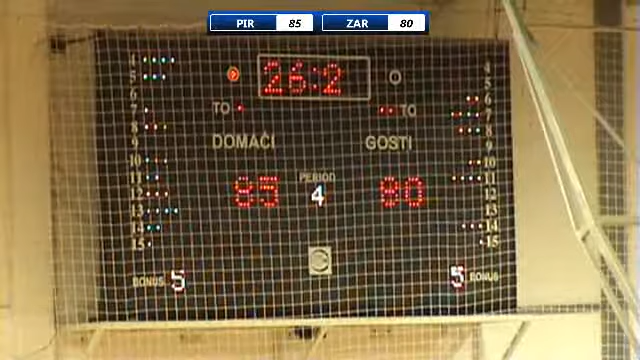 PIR 85 ZAR 80
26:2
TO TO
DOMAČI GOSTI
PERIOD
85 4 80
4 4
5 5
6 6
7 7
8 8
9 9
10 10
11 11
12 12
13 13
14 14
15 15
BONUS 5 5 BONUS